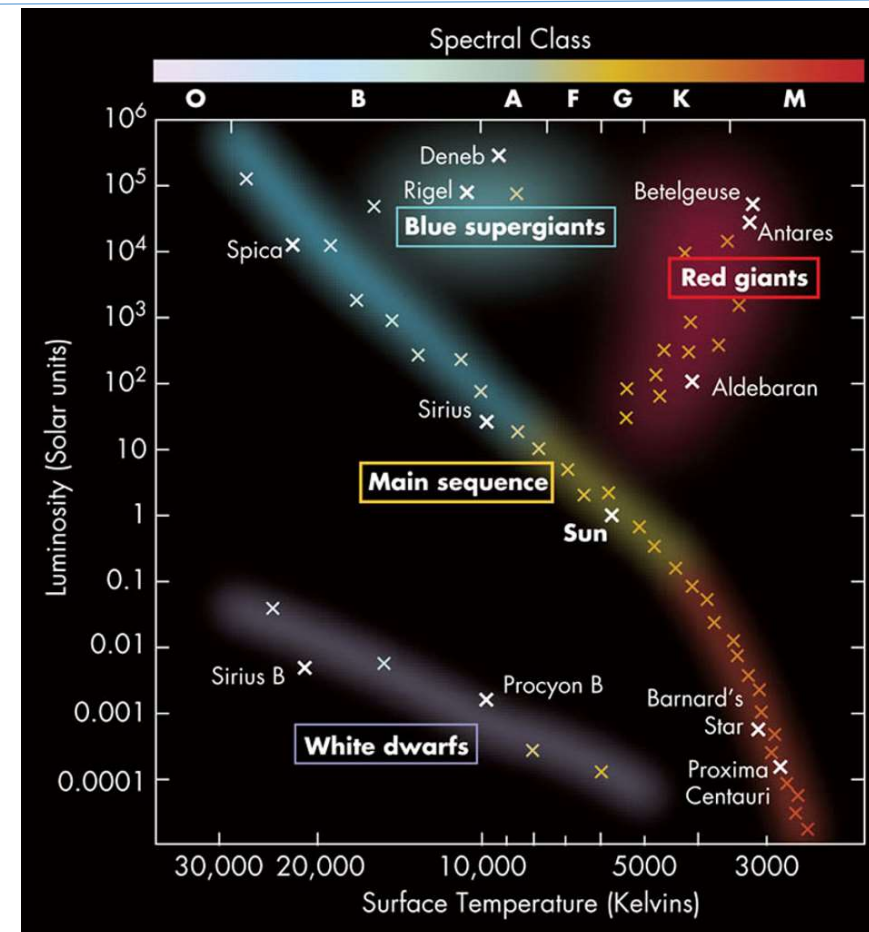 Spectral Class
O B A F G K M
10⁶
Deneb
10⁵
Rigel
Betelgeuse
Blue supergiants
Antares
Spica
10⁴
Red giants
10³
10²
Aldebaran
Sirius
10
Main sequence
1
Sun
0.1
0.01
Sirius B
Procyon B
Barnard's
Star
0.001
White dwarfs
Proxima
Centauri
0.0001
Luminosity (Solar units)
30,000 20,000 10,000 5000 3000
Surface Temperature (Kelvins)